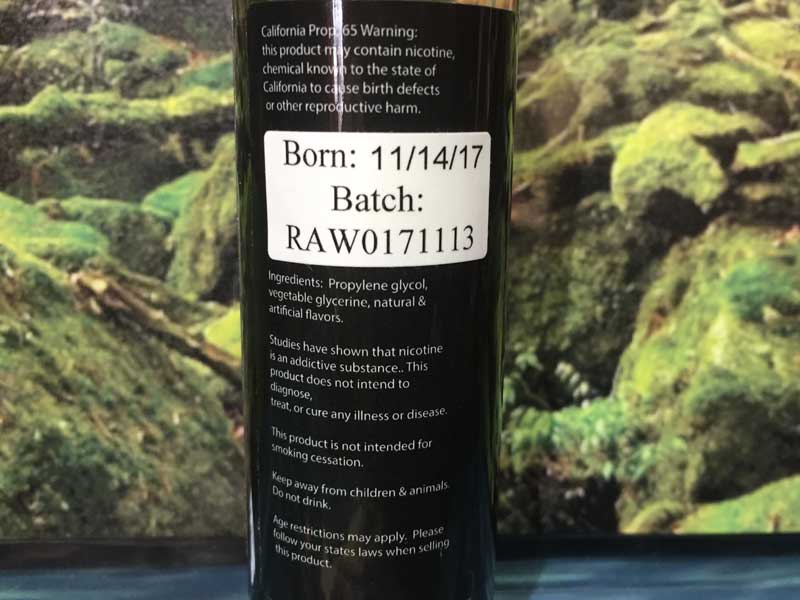 California Prop. 65 Warning:
this product may contain nicotine,
chemical known to the state of
California to cause birth defects
or other reproductive harm.
Born: 11/14/17
Batch:
RAW0171113
Ingredients: Propylene glycol,
vegetable glycerine, natural &
artificial flavors.
Studies have shown that nicotine
is an addictive substance.. This
product does not intend to
diagnose,
treat, or cure any illness or disease.
This product is not intended for
smoking cessation.
Keep away from children & animals.
Do not drink.
Age restrictions may apply. Please
follow your states laws when selling
this product.